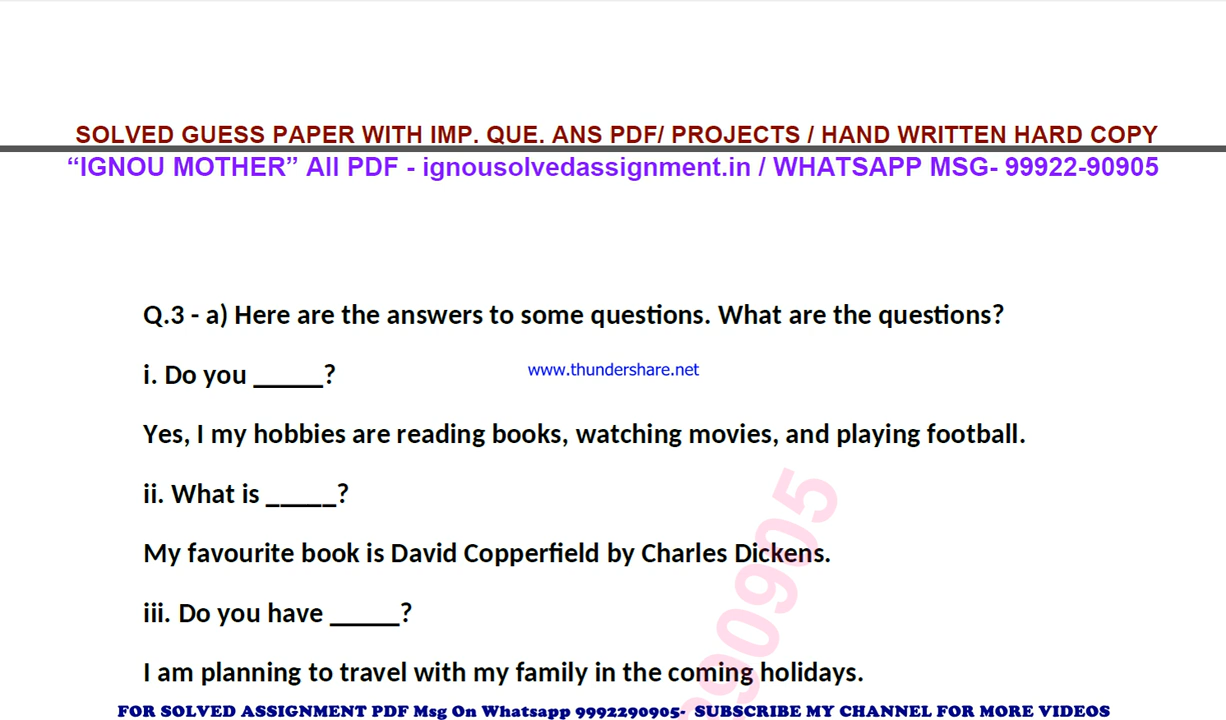 SOLVED GUESS PAPER WITH IMP. QUE. ANS PDF/ PROJECTS / HAND WRITTEN HARD COPY
“IGNOU MOTHER” All PDF - ignousolvedassignment.in / WHATSAPP MSG- 99922-90905
Q.3 - a) Here are the answers to some questions. What are the questions?
i. Do you _____?
www.thundershare.net
Yes, I my hobbies are reading books, watching movies, and playing football.
ii. What is _____?
My favourite book is David Copperfield by Charles Dickens.
iii. Do you have _____?
I am planning to travel with my family in the coming holidays.
90905
FOR SOLVED ASSIGNMENT PDF Msg On Whatsapp 9992290905- SUBSCRIBE MY CHANNEL FOR MORE VIDEOS